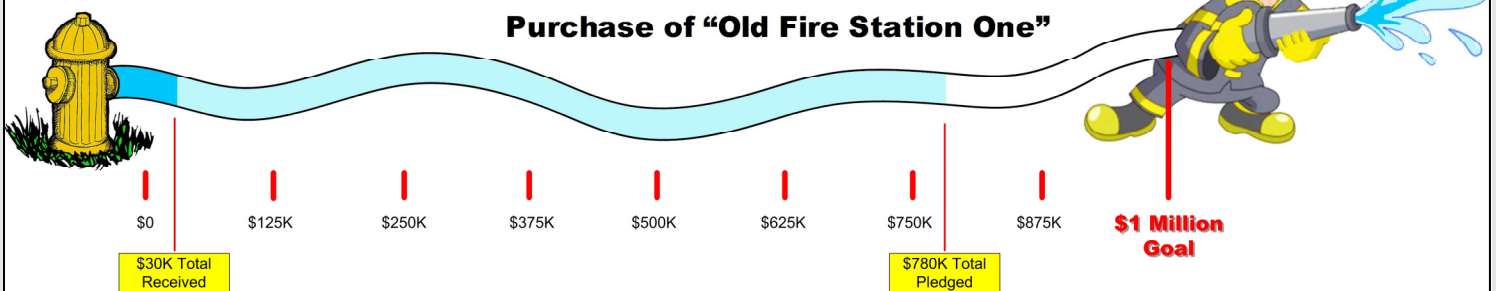 Purchase of “Old Fire Station One”
$0 $125K $250K $375K $500K $625K $750K $875K $1 Million
Goal
$30K Total
Received
$780K Total
Pledged